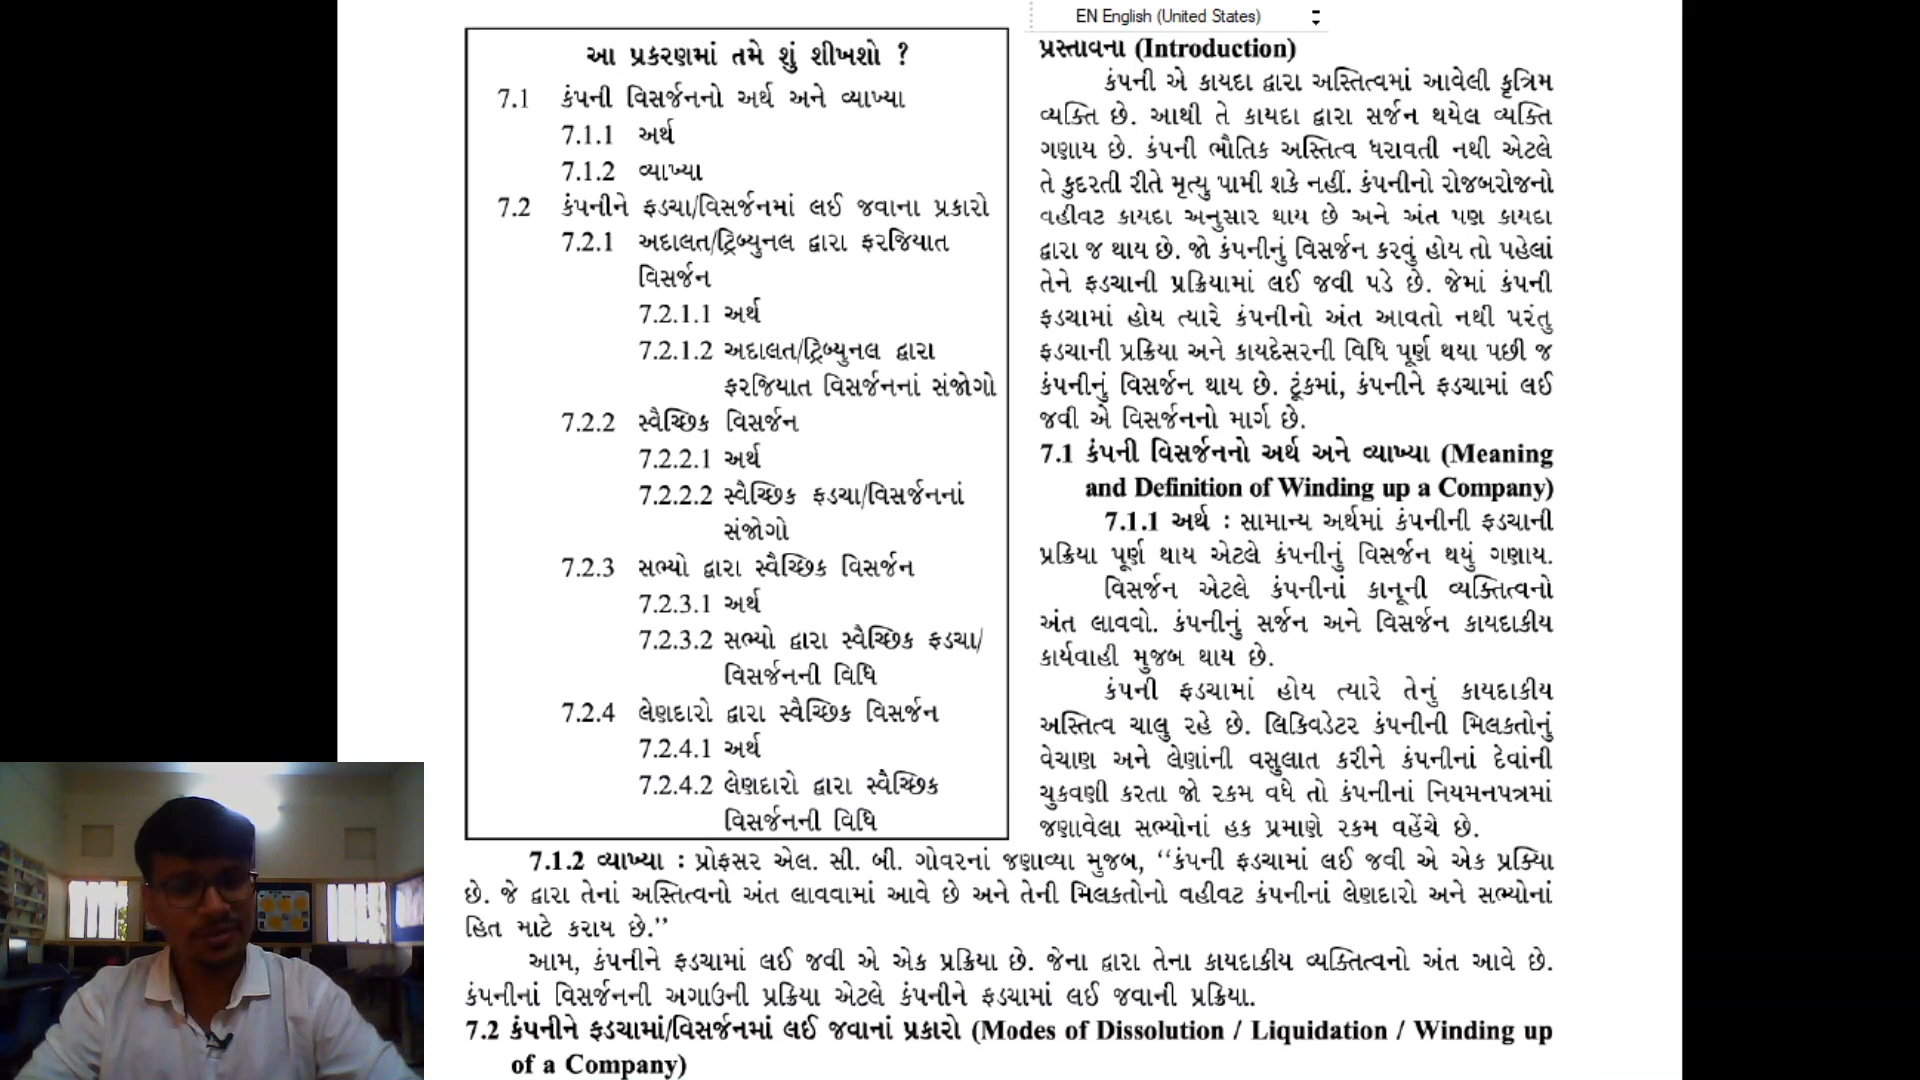 EN English (United States)
આ પ્રકરણમાં તમે શું શીખશો ?
7.1 કંપની વિસર્જનનો અર્થ અને વ્યાખ્યા
7.1.1 અર્થ
7.1.2 વ્યાખ્યા
7.2 કંપનીને ફડચા/વિસર્જનમાં લઈ જવાના પ્રકારો
7.2.1 અદાલત/ટ્રિબ્યુનલ દ્વારા ફરજિયાત
વિસર્જન
7.2.1.1 અર્થ
7.2.1.2 અદાલત/ટ્રિબ્યુનલ દ્વારા
ફરજિયાત વિસર્જનનાં સંજોગો
7.2.2 સ્વૈચ્છિક વિસર્જન
7.2.2.1 અર્થ
7.2.2.2 સ્વૈચ્છિક ફડચા/વિસર્જનનાં
સંજોગો
7.2.3 સભ્યો દ્વારા સ્વૈચ્છિક વિસર્જન
7.2.3.1 અર્થ
7.2.3.2 સભ્યો દ્વારા સ્વૈચ્છિક ફડચા/
વિસર્જનની વિધિ
7.2.4 લેણદારો દ્વારા સ્વૈચ્છિક વિસર્જન
7.2.4.1 અર્થ
7.2.4.2 લેણદારો દ્વારા સ્વૈચ્છિક
વિસર્જનની વિધિ
પ્રસ્તાવના (Introduction)
કંપની એ કાયદા દ્વારા અસ્તિત્વમાં આવેલી કૃત્રિમ
વ્યક્તિ છે. આથી તે કાયદા દ્વારા સર્જન થયેલ વ્યક્તિ
ગણાય છે. કંપની ભૌતિક અસ્તિત્વ ધરાવતી નથી એટલે
તે કુદરતી રીતે મૃત્યુ પામી શકે નહીં. કંપનીનો રોજબરોજનો
વહીવટ કાયદા અનુસાર થાય છે અને અંત પણ કાયદા
દ્વારા જ થાય છે. જો કંપનીનું વિસર્જન કરવું હોય તો પહેલાં
તેને ફડચાની પ્રક્રિયામાં લઈ જવી પડે છે. જેમાં કંપની
ફડચામાં હોય ત્યારે કંપનીનો અંત આવતો નથી પરંતુ
ફડચાની પ્રક્રિયા અને કાયદેસરની વિધિ પૂર્ણ થયા પછી જ
કંપનીનું વિસર્જન થાય છે. ટૂંકમાં, કંપનીને ફડચામાં લઈ
જવી એ વિસર્જનનો માર્ગ છે.
7.1 કંપની વિસર્જનનો અર્થ અને વ્યાખ્યા (Meaning
and Definition of Winding up a Company)
7.1.1 અર્થ : સામાન્ય અર્થમાં કંપનીની ફડચાની
પ્રક્રિયા પૂર્ણ થાય એટલે કંપનીનું વિસર્જન થયું ગણાય.
વિસર્જન એટલે કંપનીનાં કાનૂની વ્યક્તિત્વનો
અંત લાવવો. કંપનીનું સર્જન અને વિસર્જન કાયદાકીય
કાર્યવાહી મુજબ થાય છે.
કંપની ફડચામાં હોય ત્યારે તેનું કાયદાકીય
અસ્તિત્વ ચાલુ રહે છે. લિક્વિડેટર કંપનીની મિલકતોનું
વેચાણ અને લેણાંની વસુલાત કરીને કંપનીનાં દેવાંની
ચુકવણી કરતા જો રકમ વધે તો કંપનીનાં નિયમનપત્રમાં
જણાવેલા સભ્યોનાં હક પ્રમાણે રકમ વહેંચે છે.
7.1.2 વ્યાખ્યા : પ્રોફસર એલ. સી. બી. ગોવરનાં જણાવ્યા મુજબ, ‘‘કંપની ફડચામાં લઈ જવી એ એક પ્રક્રિયા
છે. જે દ્વારા તેનાં અસ્તિત્વનો અંત લાવવામાં આવે છે અને તેની મિલકતોનો વહીવટ કંપનીનાં લેણદારો અને સભ્યોનાં
હિત માટે કરાય છે.’’
આમ, કંપનીને ફડચામાં લઈ જવી એ એક પ્રક્રિયા છે. જેના દ્વારા તેના કાયદાકીય વ્યક્તિત્વનો અંત આવે છે.
કંપનીનાં વિસર્જનની અગાઉની પ્રક્રિયા એટલે કંપનીને ફડચામાં લઈ જવાની પ્રક્રિયા.
7.2 કંપનીને ફડચામાં/વિસર્જનમાં લઈ જવાનાં પ્રકારો (Modes of Dissolution / Liquidation / Winding up
of a Company)